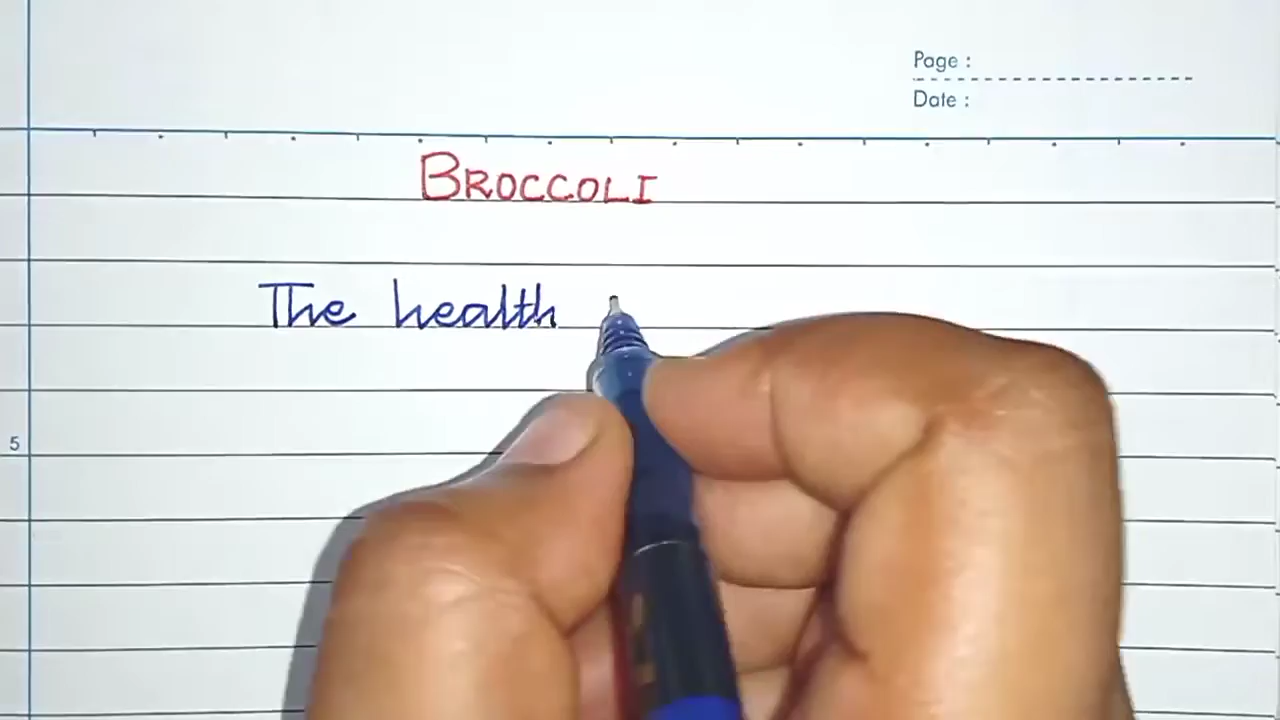 Page :
Date :
BROCCOLI
The health
5